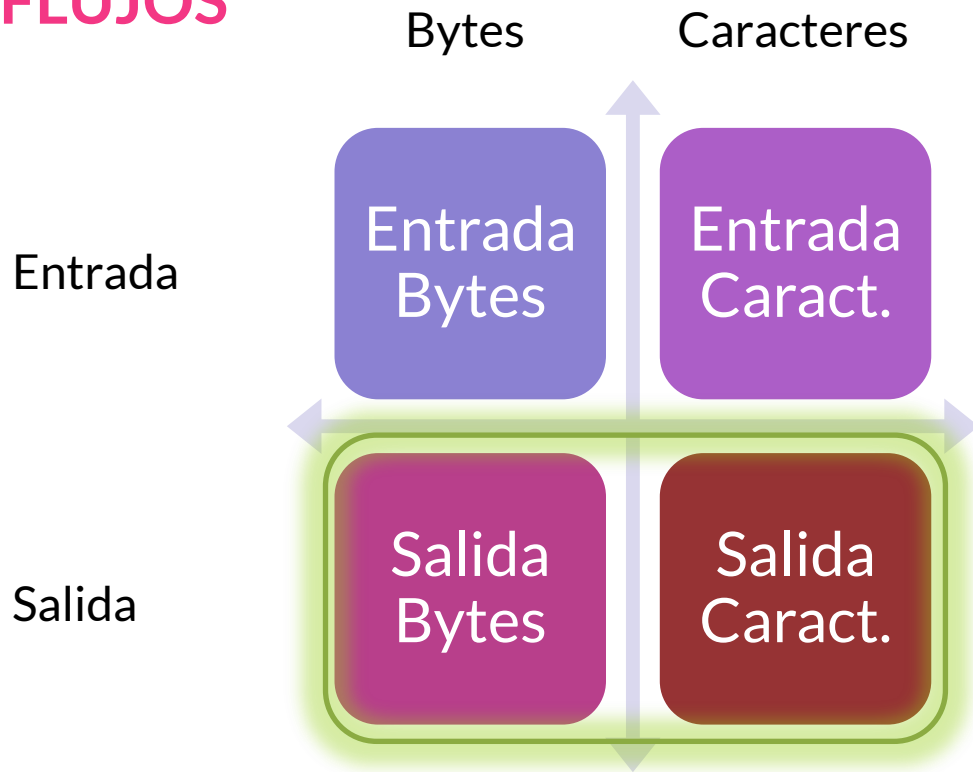 FLUJOS
Bytes Caracteres
Entrada
Entrada
Bytes
Entrada
Caract.
Salida
Salida
Bytes
Salida
Caract.